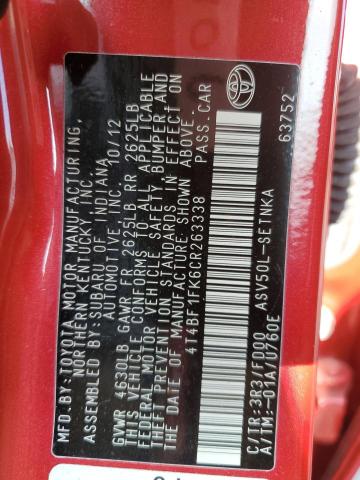 MFD.BY:TOYOTA MOTOR MANUFACTURING,
NORTHERN KENTUCKY, INC.
ASSEMBLED BY:SUBARU OF INDIANA
AUTOMOTIVE, INC. 10/12
GVWR 4630LB GAWR FR 2625LB RR 2625LB
THIS VEHICLE CONFORMS TO ALL APPLICABLE
FEDERAL MOTOR VEHICLE SAFETY, BUMPER, AND
THEFT PREVENTION STANDARDS IN EFFECT ON
THE DATE OF MANUFACTURE SHOWN ABOVE.
4T4BF1FK6CR263338 PASS.CAR
C/TR:3R3/FD00 ASV50L-SETNKA
A/TM:-01A/U760E 63752